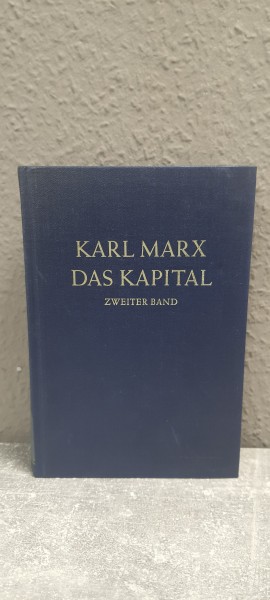 KARL MARX
DAS KAPITAL
ZWEITER BAND